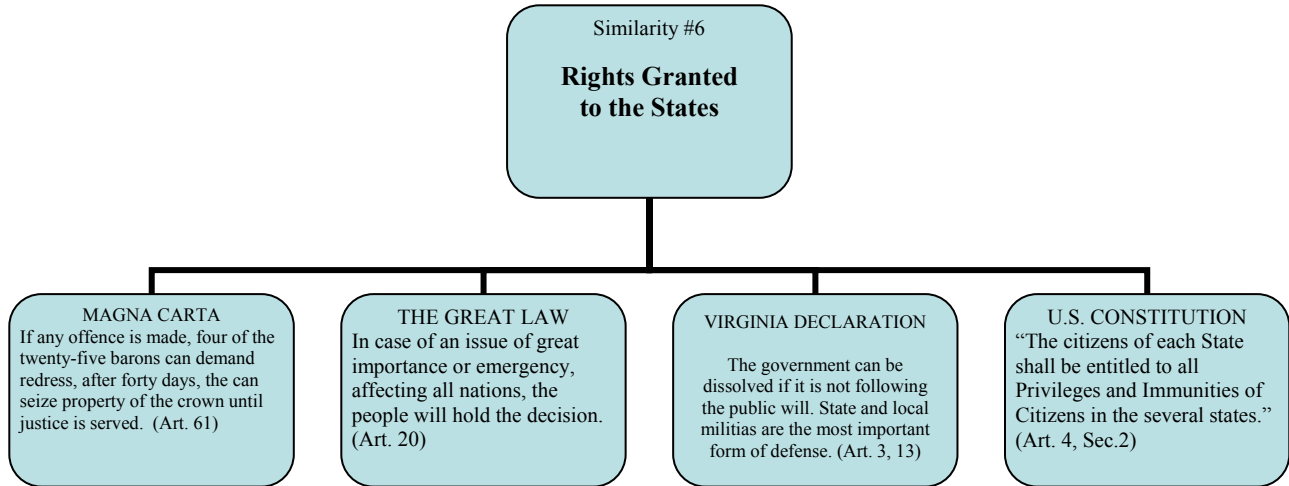 Similarity #6
Rights Granted
to the States
MAGNA CARTA
If any offence is made, four of the
twenty-five barons can demand
redress, after forty days, the can
seize property of the crown until
justice is served. (Art. 61)
THE GREAT LAW
In case of an issue of great
importance or emergency,
affecting all nations, the
people will hold the decision.
(Art. 20)
VIRGINIA DECLARATION
The government can be
dissolved if it is not following
the public will. State and local
militias are the most important
form of defense. (Art. 3, 13)
U.S. CONSTITUTION
“The citizens of each State
shall be entitled to all
Privileges and Immunities of
Citizens in the several states.”
(Art. 4, Sec.2)